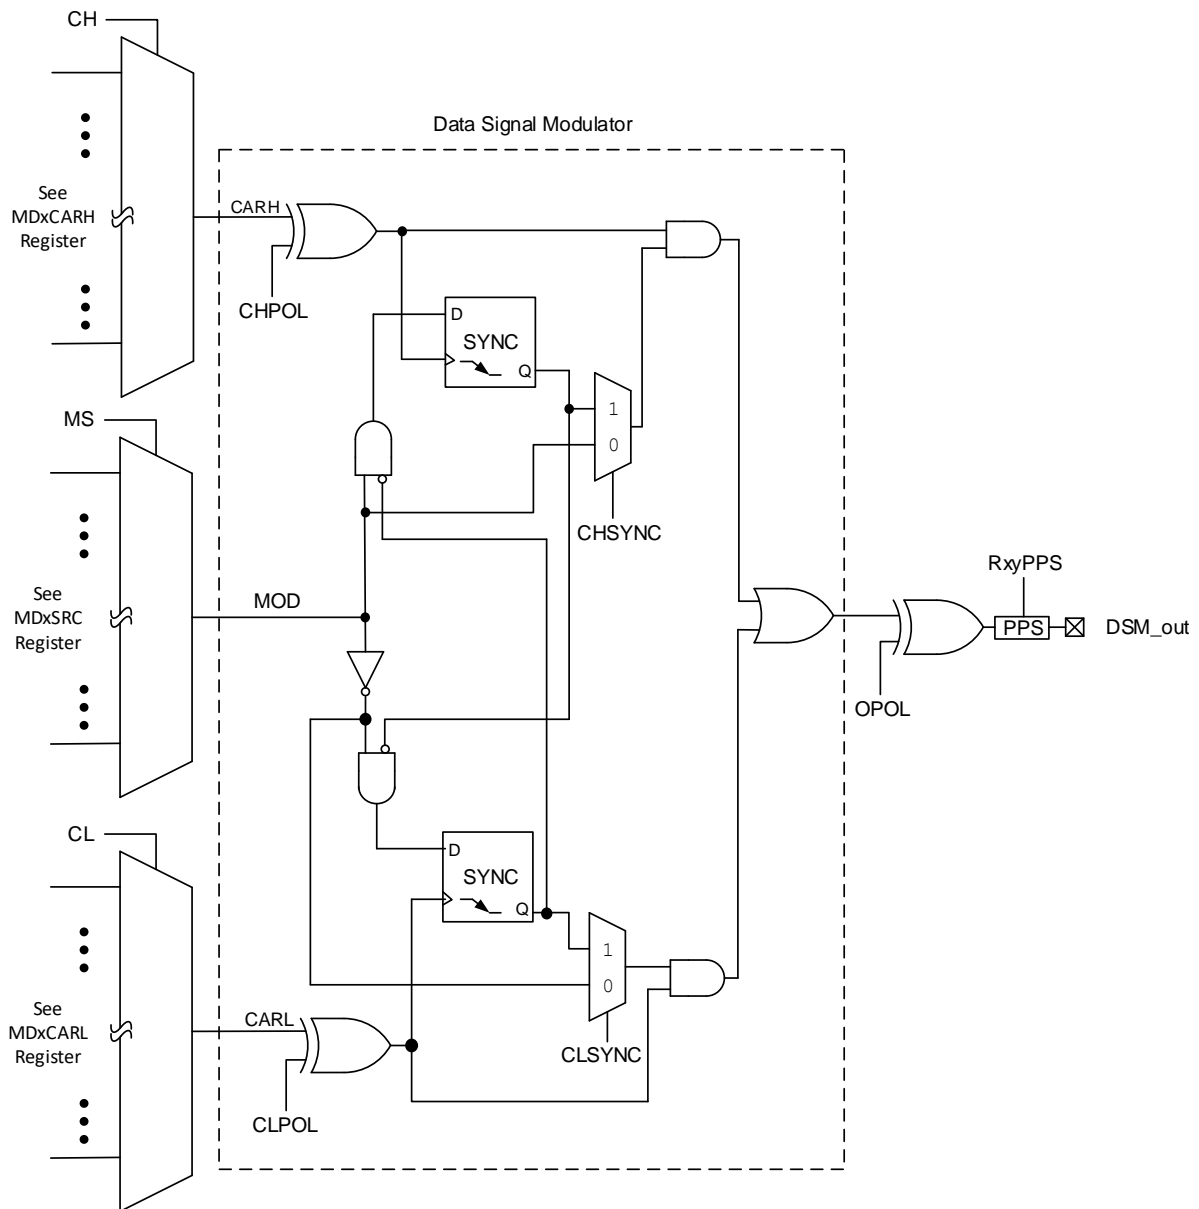 CH
Data Signal Modulator
See
MDxCARH
Register
CARH
CHPOL
D
SYNC
Q
1
0
CHSYNC
MS
See
MDxSRC
Register
MOD
RxyPPS
PPS
DSM_out
OPOL
CL
D
SYNC
Q
1
0
CLSYNC
See
MDxCARL
Register
CARL
CLPOL